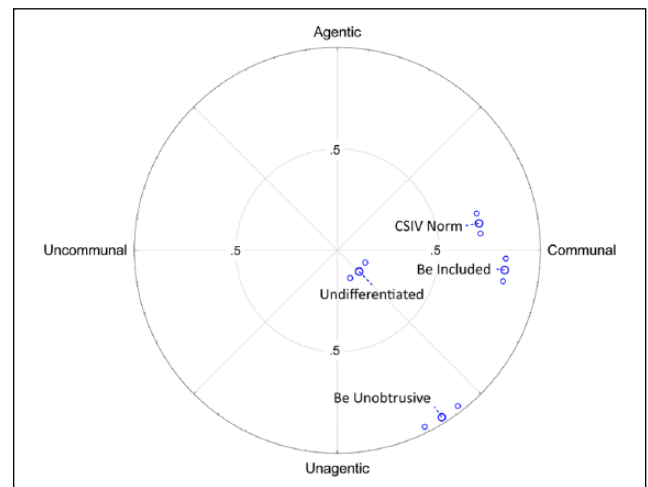 Agentic
.5
CSIV Norm
Uncommunal
.5
.5
Communal
Be Included
Undifferentiated
.5
Be Unobtrusive
Unagentic